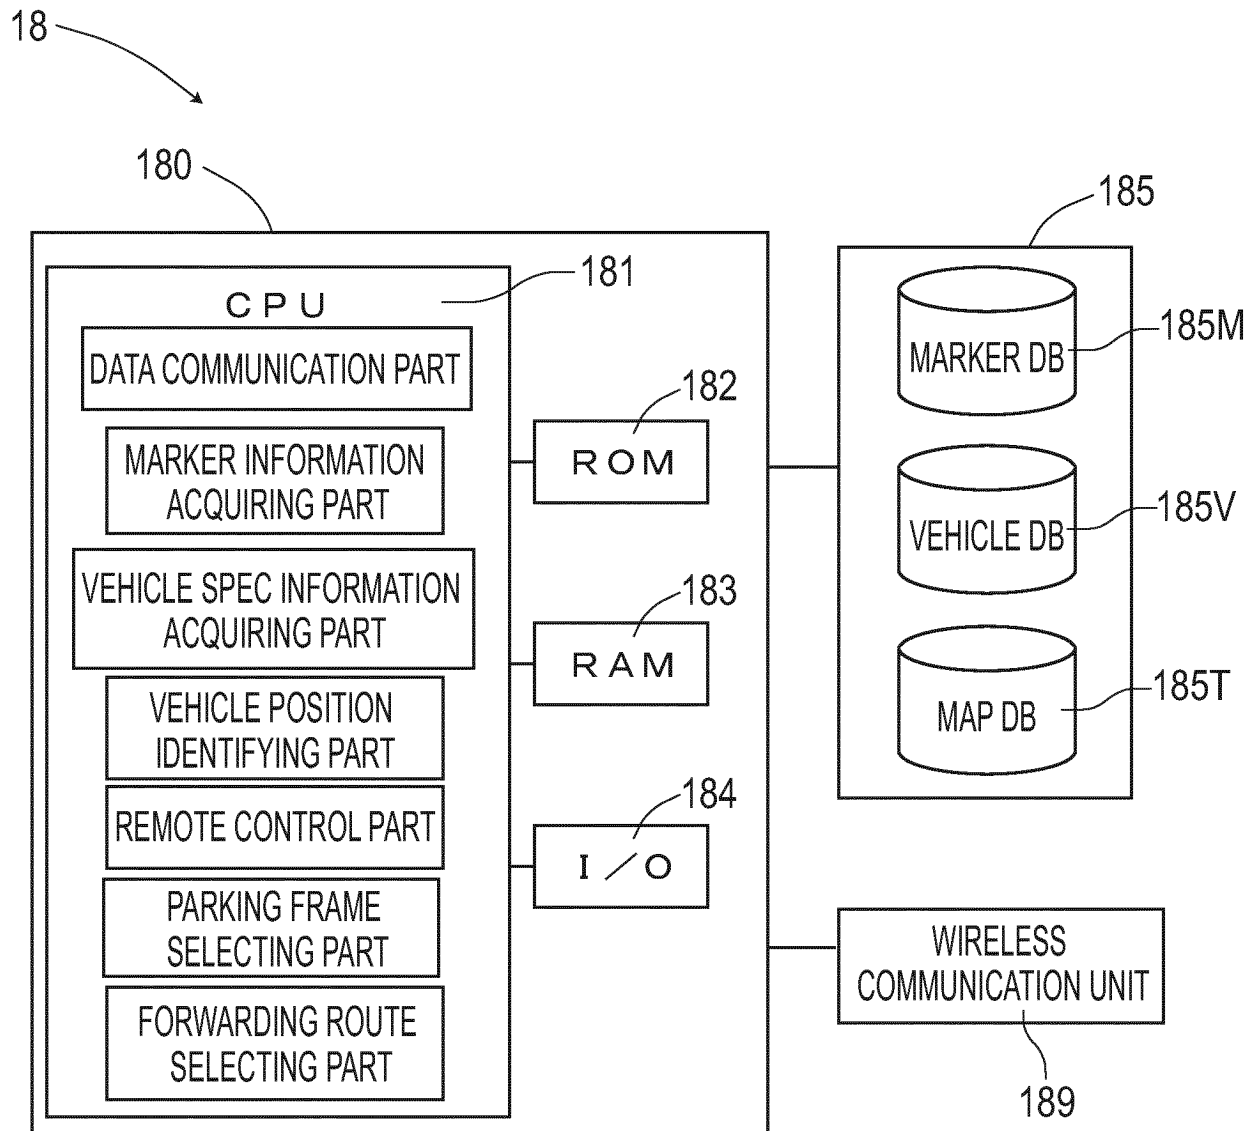 18
180
181
CPU
DATA COMMUNICATION PART
MARKER INFORMATION
ACQUIRING PART
VEHICLE SPEC INFORMATION
ACQUIRING PART
VEHICLE POSITION
IDENTIFYING PART
REMOTE CONTROL PART
PARKING FRAME
SELECTING PART
FORWARDING ROUTE
SELECTING PART
182
ROM
183
RAM
184
I/O
185
MARKER DB
185M
VEHICLE DB
185V
MAP DB
185T
WIRELESS
COMMUNICATION UNIT
189